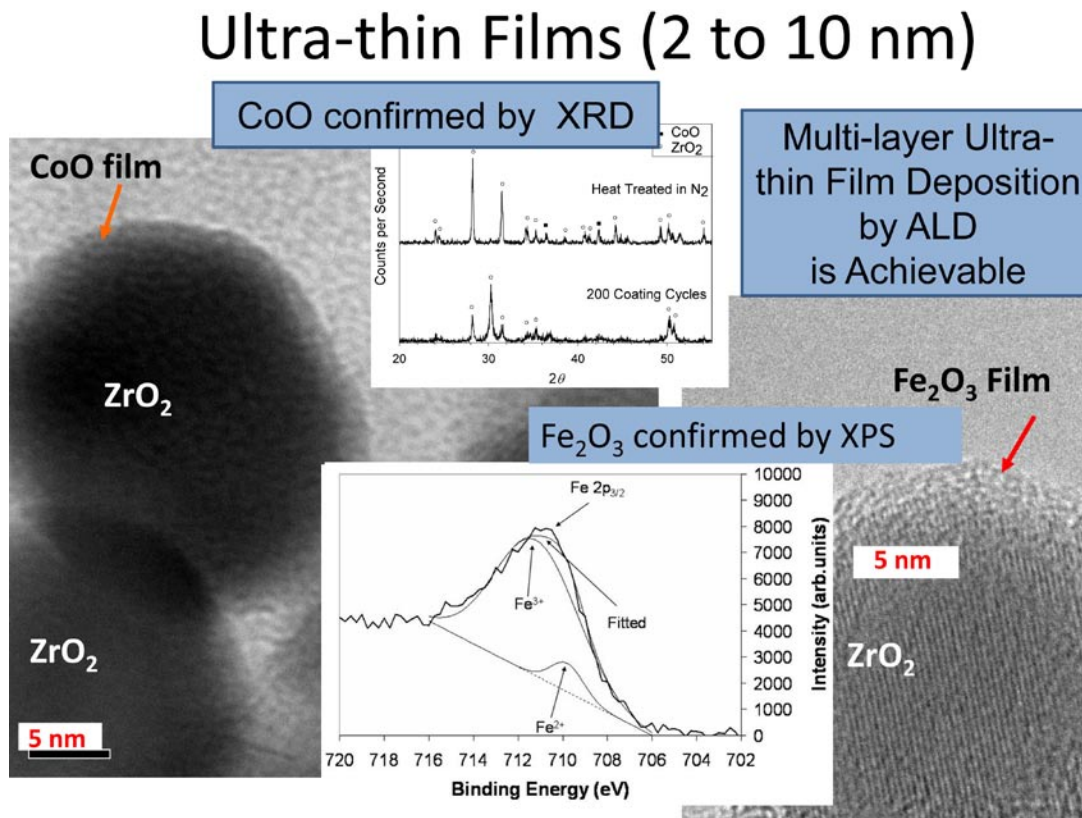 Ultra-thin Films (2 to 10 nm)
CoO confirmed by XRD
CoO film
ZrO₂
ZrO₂
5 nm
CoO
ZrO₂
Heat Treated in N₂
200 Coating Cycles
Counts per Second
20 30 40 50
2θ
Multi-layer Ultra-
thin Film Deposition
by ALD
is Achievable
Fe₂O₃ Film
5 nm
ZrO₂
Fe₂O₃ confirmed by XPS
Fe 2p₃/₂
Fe³⁺
Fitted
Fe²⁺
10000
9000
8000
7000
6000
5000
4000
3000
2000
1000
0
Intensity (arb.units)
720 718 716 714 712 710 708 706 704 702
Binding Energy (eV)